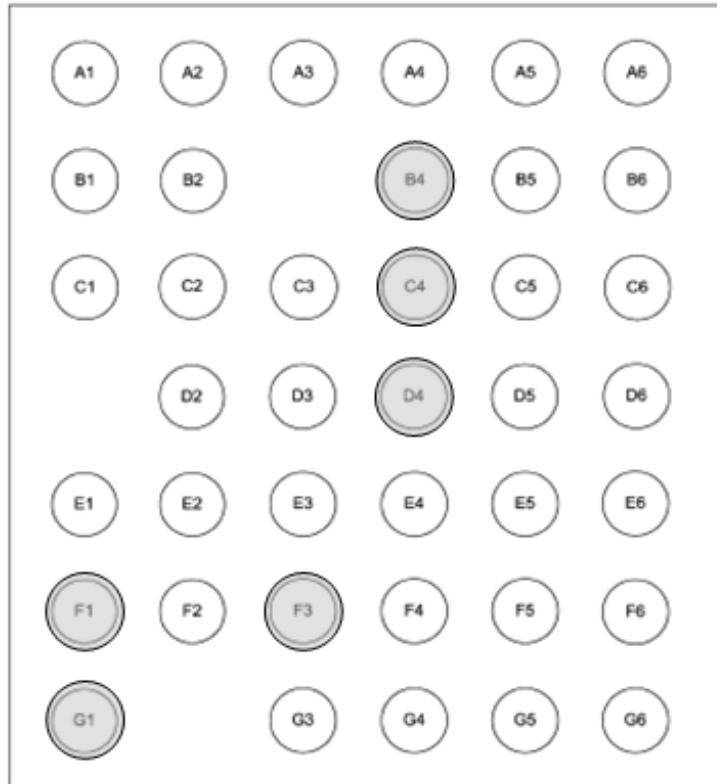 A1 A2 A3 A4 A5 A6
B1 B2 B4 B5 B6
C1 C2 C3 C4 C5 C6
D2 D3 D4 D5 D6
E1 E2 E3 E4 E5 E6
F1 F2 F3 F4 F5 F6
G1 G3 G4 G5 G6